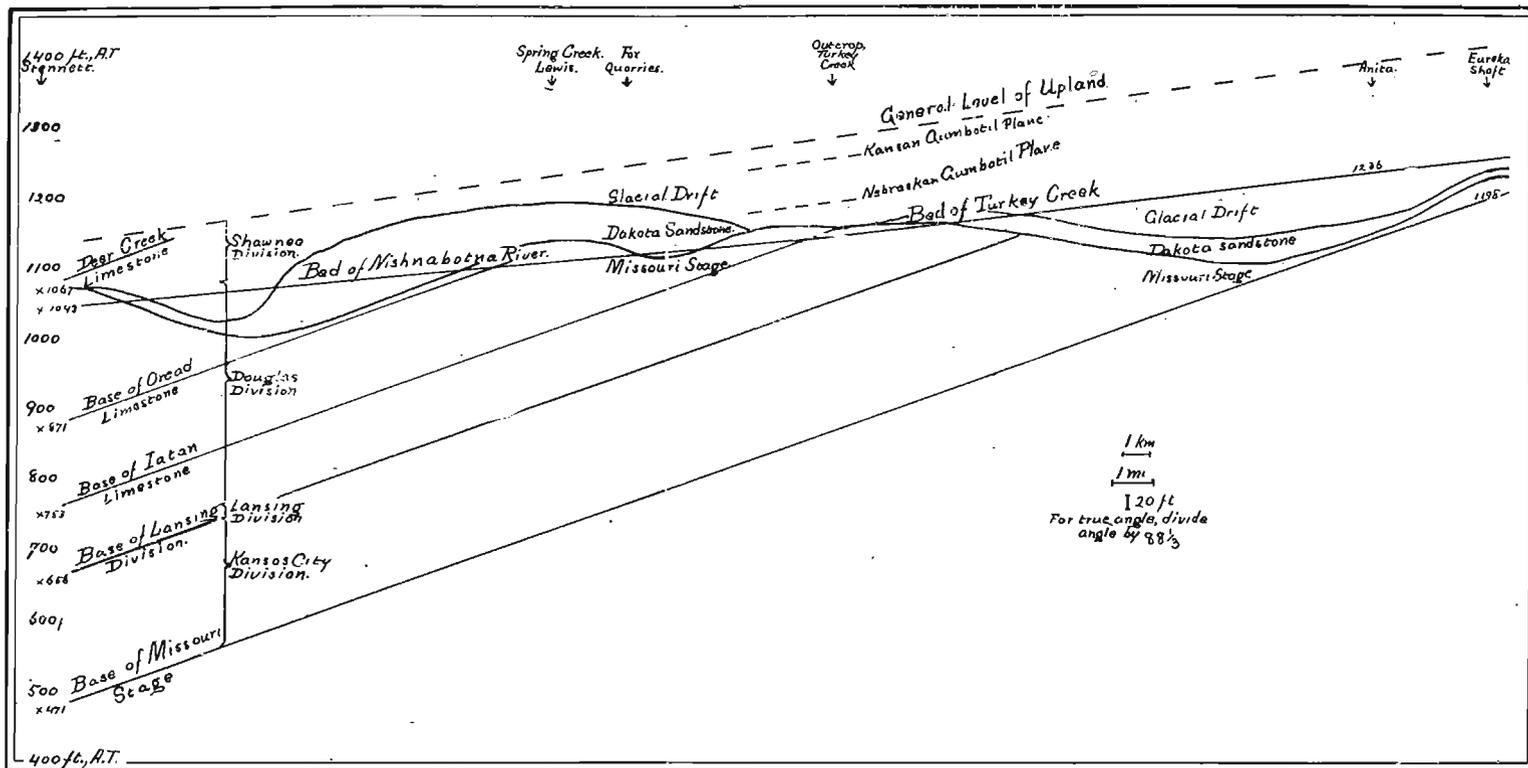 1400 ft., A.T
Stennett.
Spring Creek.
Lewis.
Fox
Quarries.
Outcrop,
Turkey
Creek
Anita.
Eureka
Shaft
General Level of Upland
1300
Kansan Gumbotil Plane
Nebraskan Gumbotil Plane
1236
1200
Glacial Drift
Bed of Turkey Creek
1198
Glacial Drift
Deer Creek
Limestone
Shawnee
Division.
Dakota Sandstone.
Dakota sandstone
1100
Bed of Nishnabotna River.
Missouri Stage
Missouri Stage
x 1067
x 1043
1000
Base of Oread
Limestone
Douglas
Division
900
x 871
1 km
Base of Iatan
Limestone
800
1 mi
20 ft
For true angle, divide
angle by 88 1/3
x 753
Base of Lansing
Division.
Lansing
Division
700
x 656
Kansas City
Division.
600
Base of Missouri
Stage
500
x 471
400 ft., A.T.